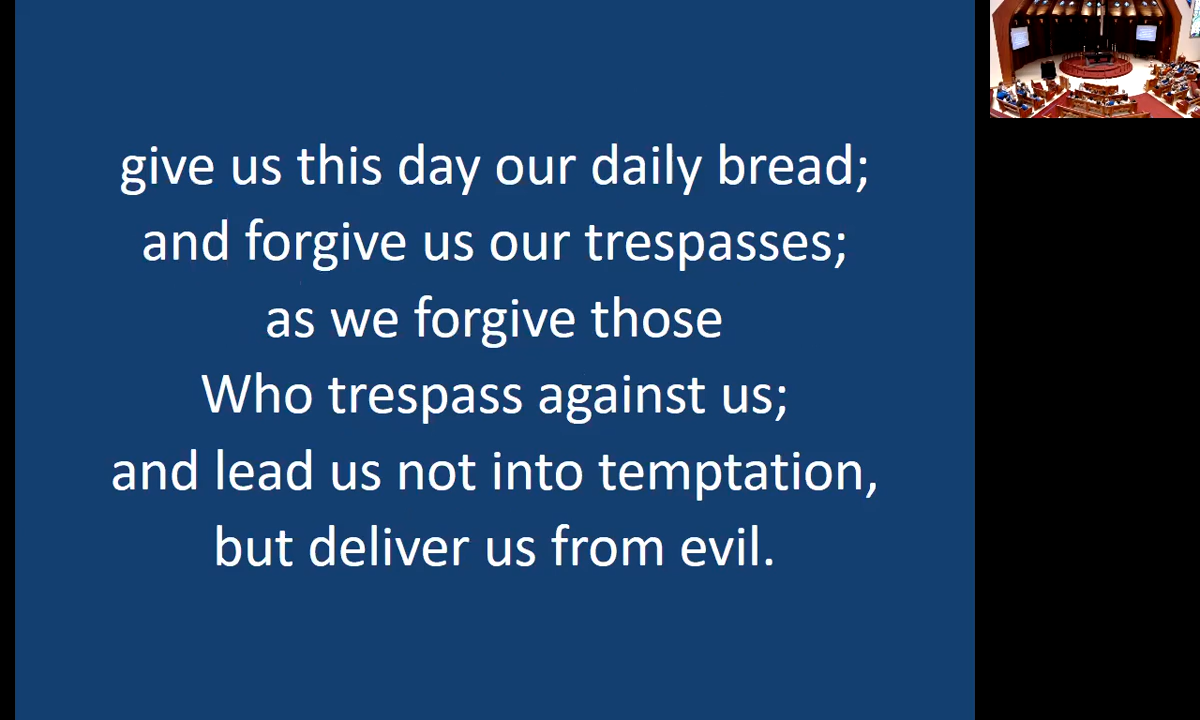 give us this day our daily bread;
and forgive us our trespasses;
as we forgive those
Who trespass against us;
and lead us not into temptation,
but deliver us from evil.